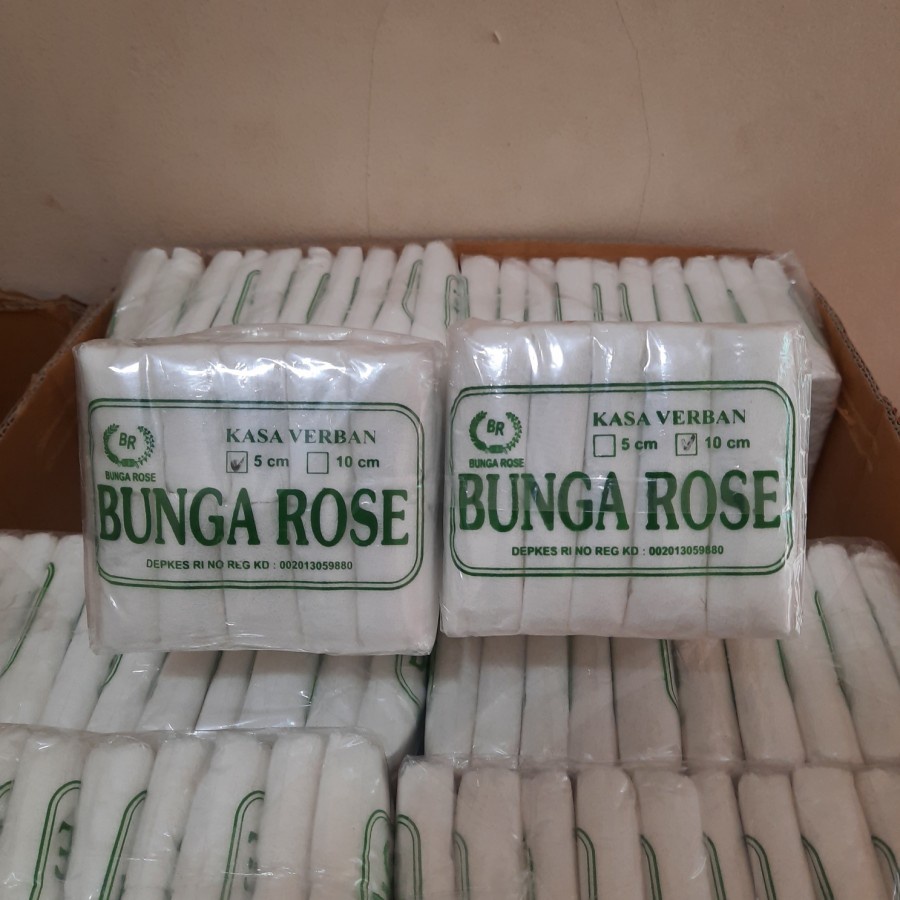 BR
BUNGA ROSE
KASA VERBAN
5 cm 10 cm
BUNGA ROSE
DEPKES RI NO REG KD : 002013059880
BR
BUNGA ROSE
KASA VERBAN
5 cm 10 cm
BUNGA ROSE
DEPKES RI NO REG KD : 002013059880